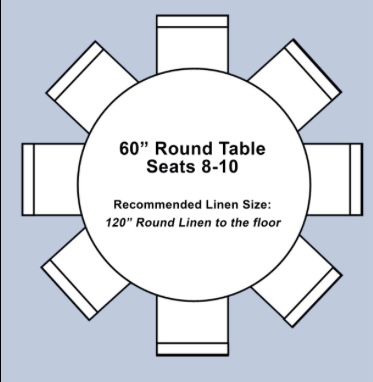 60” Round Table
Seats 8-10
Recommended Linen Size:
120” Round Linen to the floor